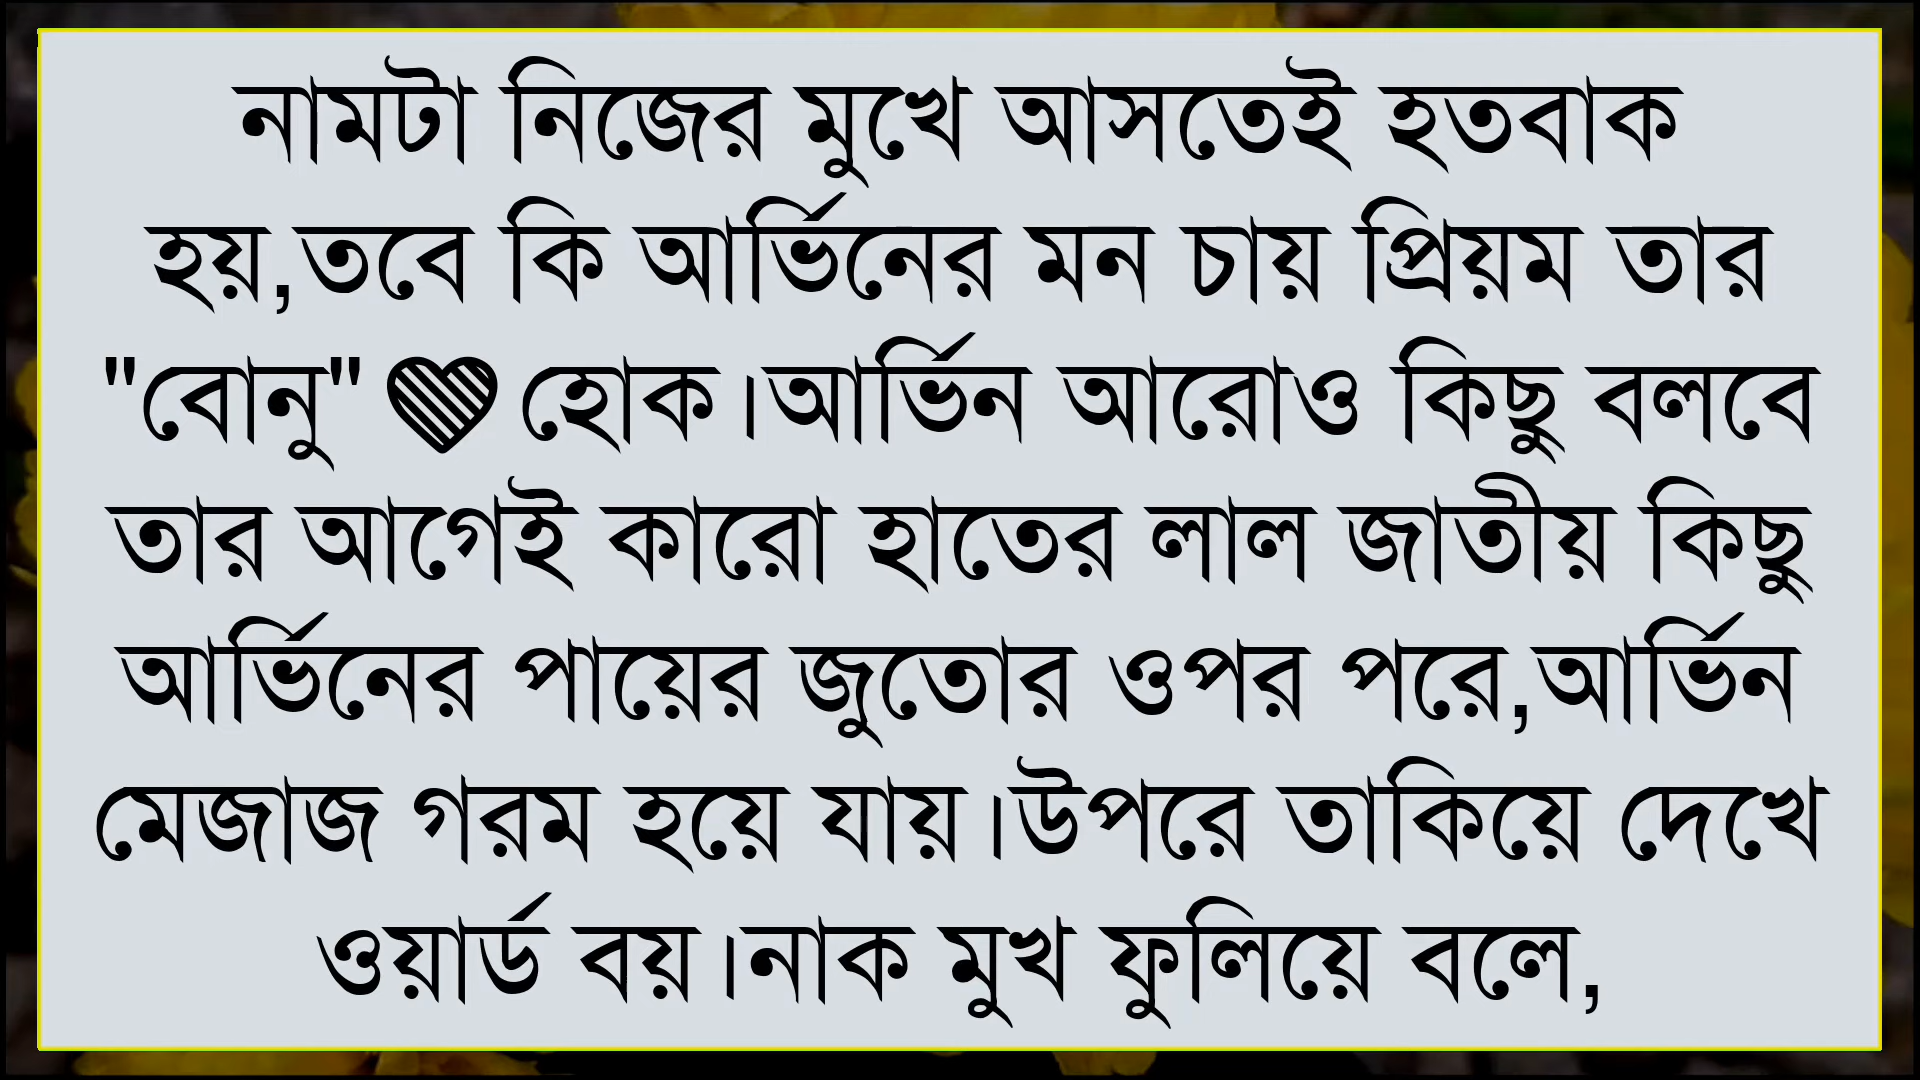 নামটা নিজের মুখে আসতেই হতবাক
হয়,তবে কি আর্ভিনের মন চায় প্রিয়ম তার
"বোনু" 💟 হোক।আর্ভিন আরোও কিছু বলবে
তার আগেই কারো হাতের লাল জাতীয় কিছু
আর্ভিনের পায়ের জুতোর ওপর পরে,আর্ভিন
মেজাজ গরম হয়ে যায়।উপরে তাকিয়ে দেখে
ওয়ার্ড বয়।নাক মুখ ফুলিয়ে বলে,